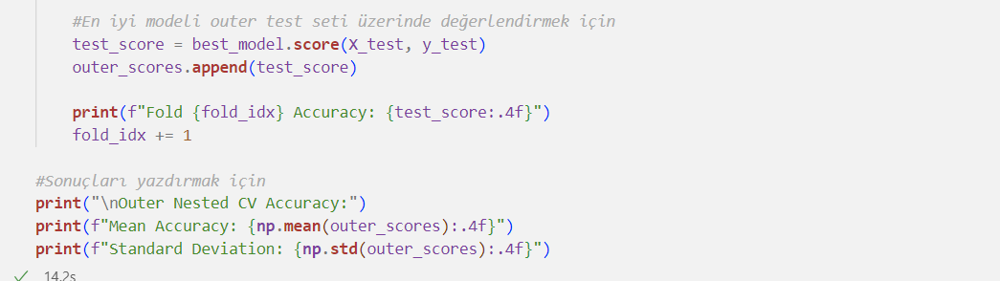 #En iyi modeli outer test seti üzerinde değerlendirmek için
test_score = best_model.score(X_test, y_test)
outer_scores.append(test_score)
print(f"Fold {fold_idx} Accuracy: {test_score:.4f}")
fold_idx += 1
#Sonuçları yazdırmak için
print("\nOuter Nested CV Accuracy:")
print(f"Mean Accuracy: {np.mean(outer_scores):.4f}")
print(f"Standard Deviation: {np.std(outer_scores):.4f}")
14.2s